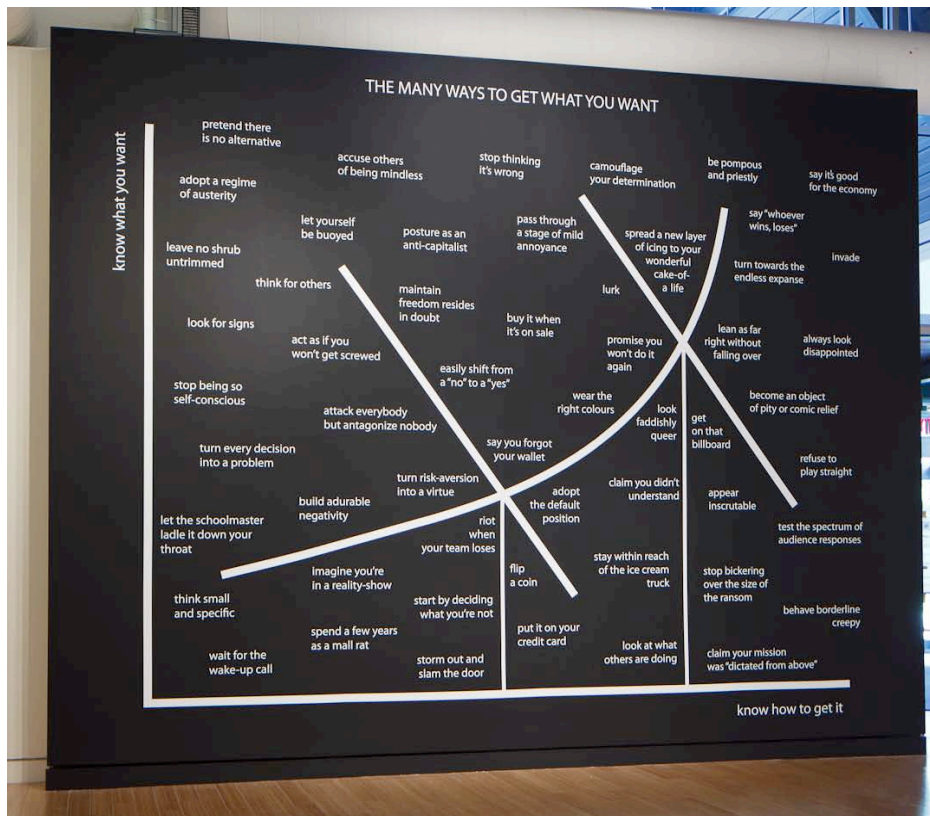 THE MANY WAYS TO GET WHAT YOU WANT
know what you want
pretend there
is no alternative
accuse others
of being mindless
stop thinking
it's wrong
camouflage
your determination
be pompous
and priestly
say it's good
for the economy
adopt a regime
of austerity
let yourself
be buoyed
posture as an
anti-capitalist
pass through
a stage of mild
annoyance
spread a new layer
of icing to your
wonderful
cake-of-
a life
say "whoever
wins, loses"
leave no shrub
untrimmed
think for others
maintain
freedom resides
in doubt
lurk
turn towards the
endless expanse
invade
look for signs
act as if you
won't get screwed
buy it when
it's on sale
promise you
won't do it
again
lean as far
right without
falling over
always look
disappointed
stop being so
self-conscious
easily shift from
a "no" to a "yes"
wear the
right colours
look
faddishly
queer
get
on that
billboard
become an object
of pity or comic relief
attack everybody
but antagonize nobody
say you forgot
your wallet
turn every decision
into a problem
turn risk-aversion
into a virtue
adopt
the default
position
claim you didn't
understand
appear
inscrutable
refuse to
play straight
let the schoolmaster
ladle it down your
throat
build adurable
negativity
riot
when
your team loses
test the spectrum of
audience responses
imagine you're
in a reality-show
flip
a coin
stay within reach
of the ice cream
truck
stop bickering
over the size of
the ransom
think small
and specific
start by deciding
what you're not
put it on your
credit card
behave borderline
creepy
wait for the
wake-up call
spend a few years
as a mall rat
storm out and
slam the door
look at what
others are doing
claim your mission
was "dictated from above"
know how to get it